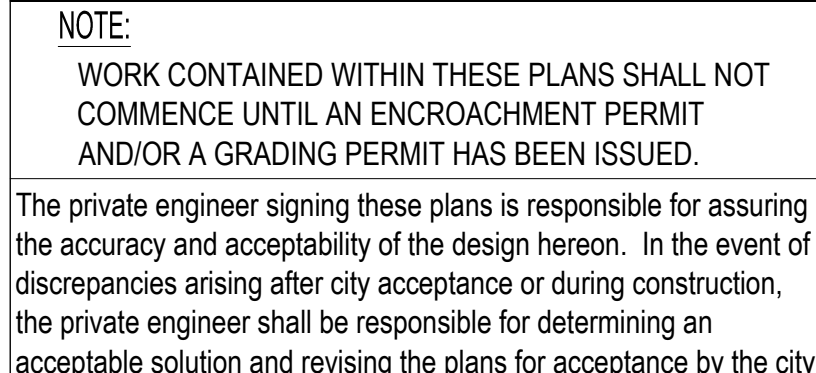 NOTE:
WORK CONTAINED WITHIN THESE PLANS SHALL NOT
COMMENCE UNTIL AN ENCROACHMENT PERMIT
AND/OR A GRADING PERMIT HAS BEEN ISSUED.
The private engineer signing these plans is responsible for assuring
the accuracy and acceptability of the design hereon.  In the event of
discrepancies arising after city acceptance or during construction,
the private engineer shall be responsible for determining an
acceptable solution and revising the plans for acceptance by the city